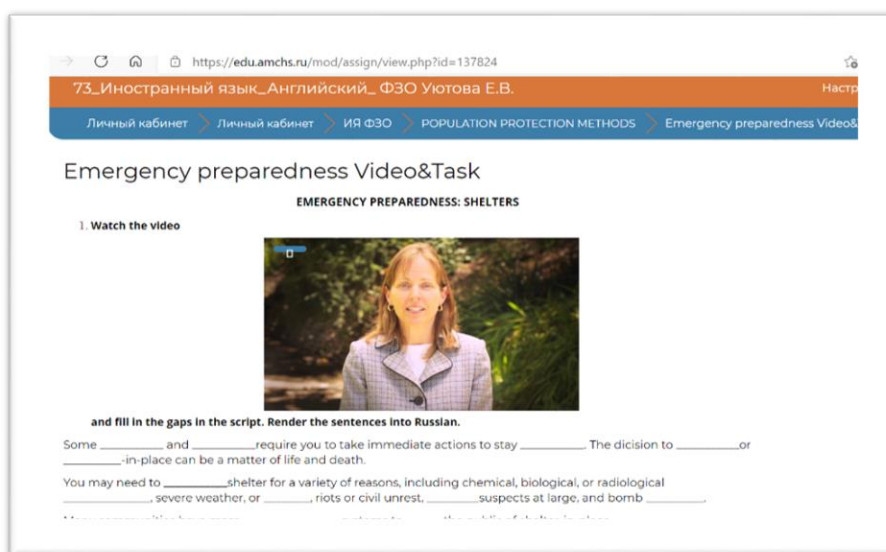 https://edu.amchs.ru/mod/assign/view.php?id=137824
73_Иностранный язык_Английский_ ФЗО Уютова Е.В. Настр
Личный кабинет Личный кабинет ИЯ ФЗО POPULATION PROTECTION METHODS Emergency preparedness Video&
Emergency preparedness Video&Task
EMERGENCY PREPAREDNESS: SHELTERS
1. Watch the video
and fill in the gaps in the script. Render the sentences into Russian.
Some __________ and __________require you to take immediate actions to stay __________. The dicision to __________or
_________-in-place can be a matter of life and death.
You may need to __________shelter for a variety of reasons, including chemical, biological, or radiological
______________, severe weather, or _______, riots or civil unrest, ________suspects at large, and bomb _________.